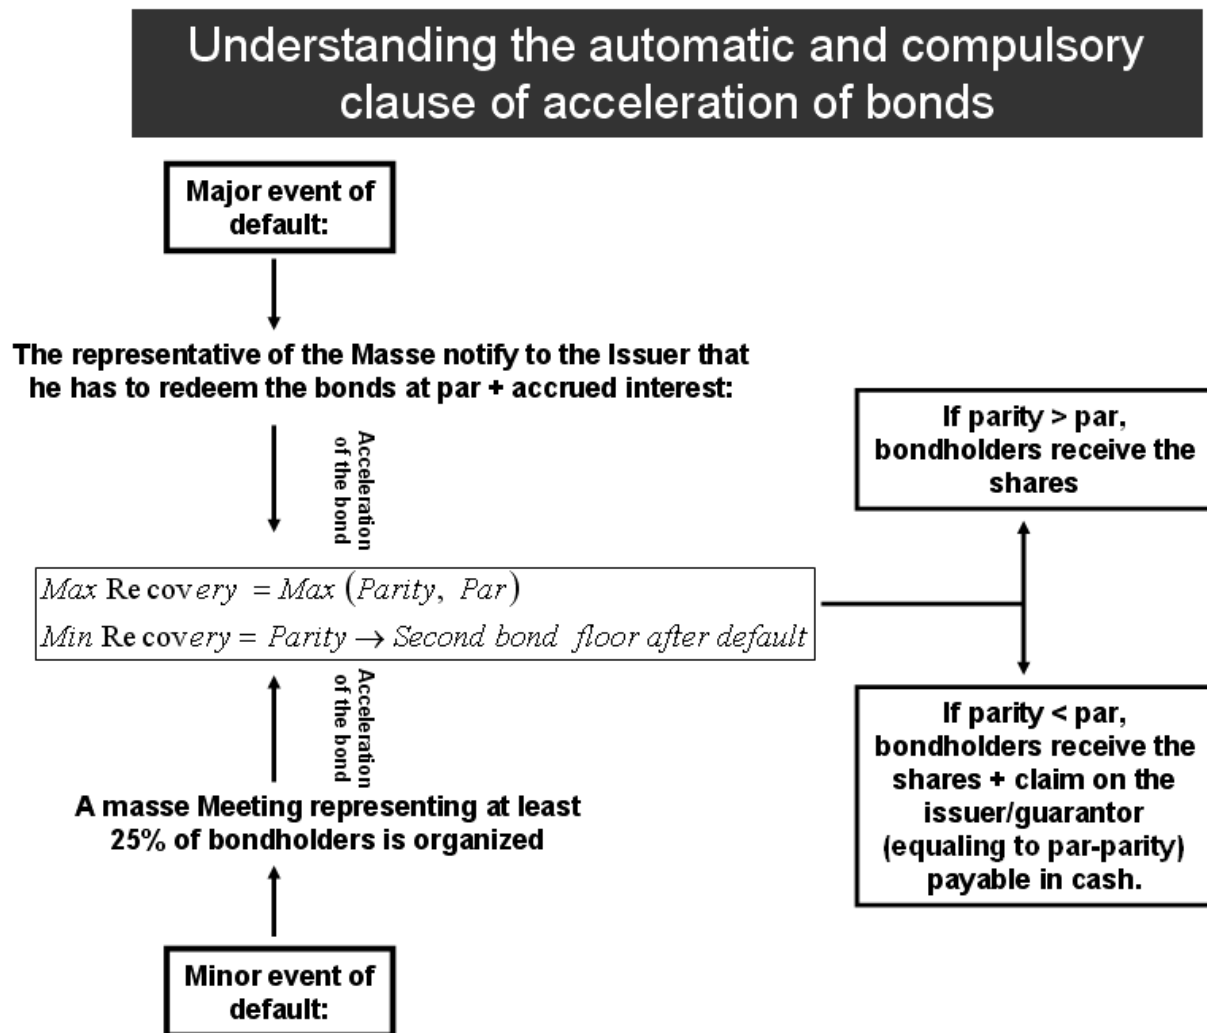 Understanding the automatic and compulsory
clause of acceleration of bonds
Major event of
default:
The representative of the Masse notify to the Issuer that
he has to redeem the bonds at par + accrued interest:
Acceleration
of the bond
Max Recovery = Max (Parity, Par)
Min Recovery = Parity → Second bond floor after default
Acceleration
of the bond
A masse Meeting representing at least
25% of bondholders is organized
Minor event of
default:
If parity > par,
bondholders receive the
shares
If parity < par,
bondholders receive the
shares + claim on the
issuer/guarantor
(equaling to par-parity)
payable in cash.